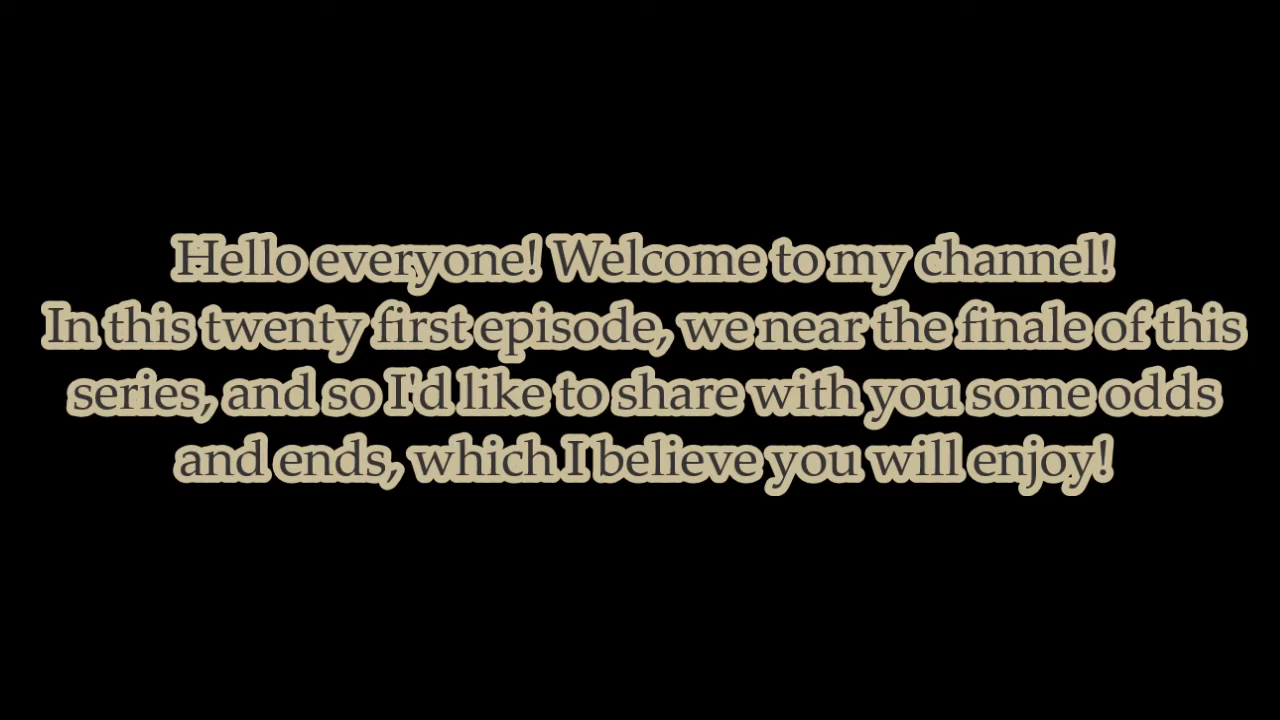 Hello everyone! Welcome to my channel!
In this twenty first episode, we near the finale of this
series, and so I'd like to share with you some odds
and ends, which I believe you will enjoy!